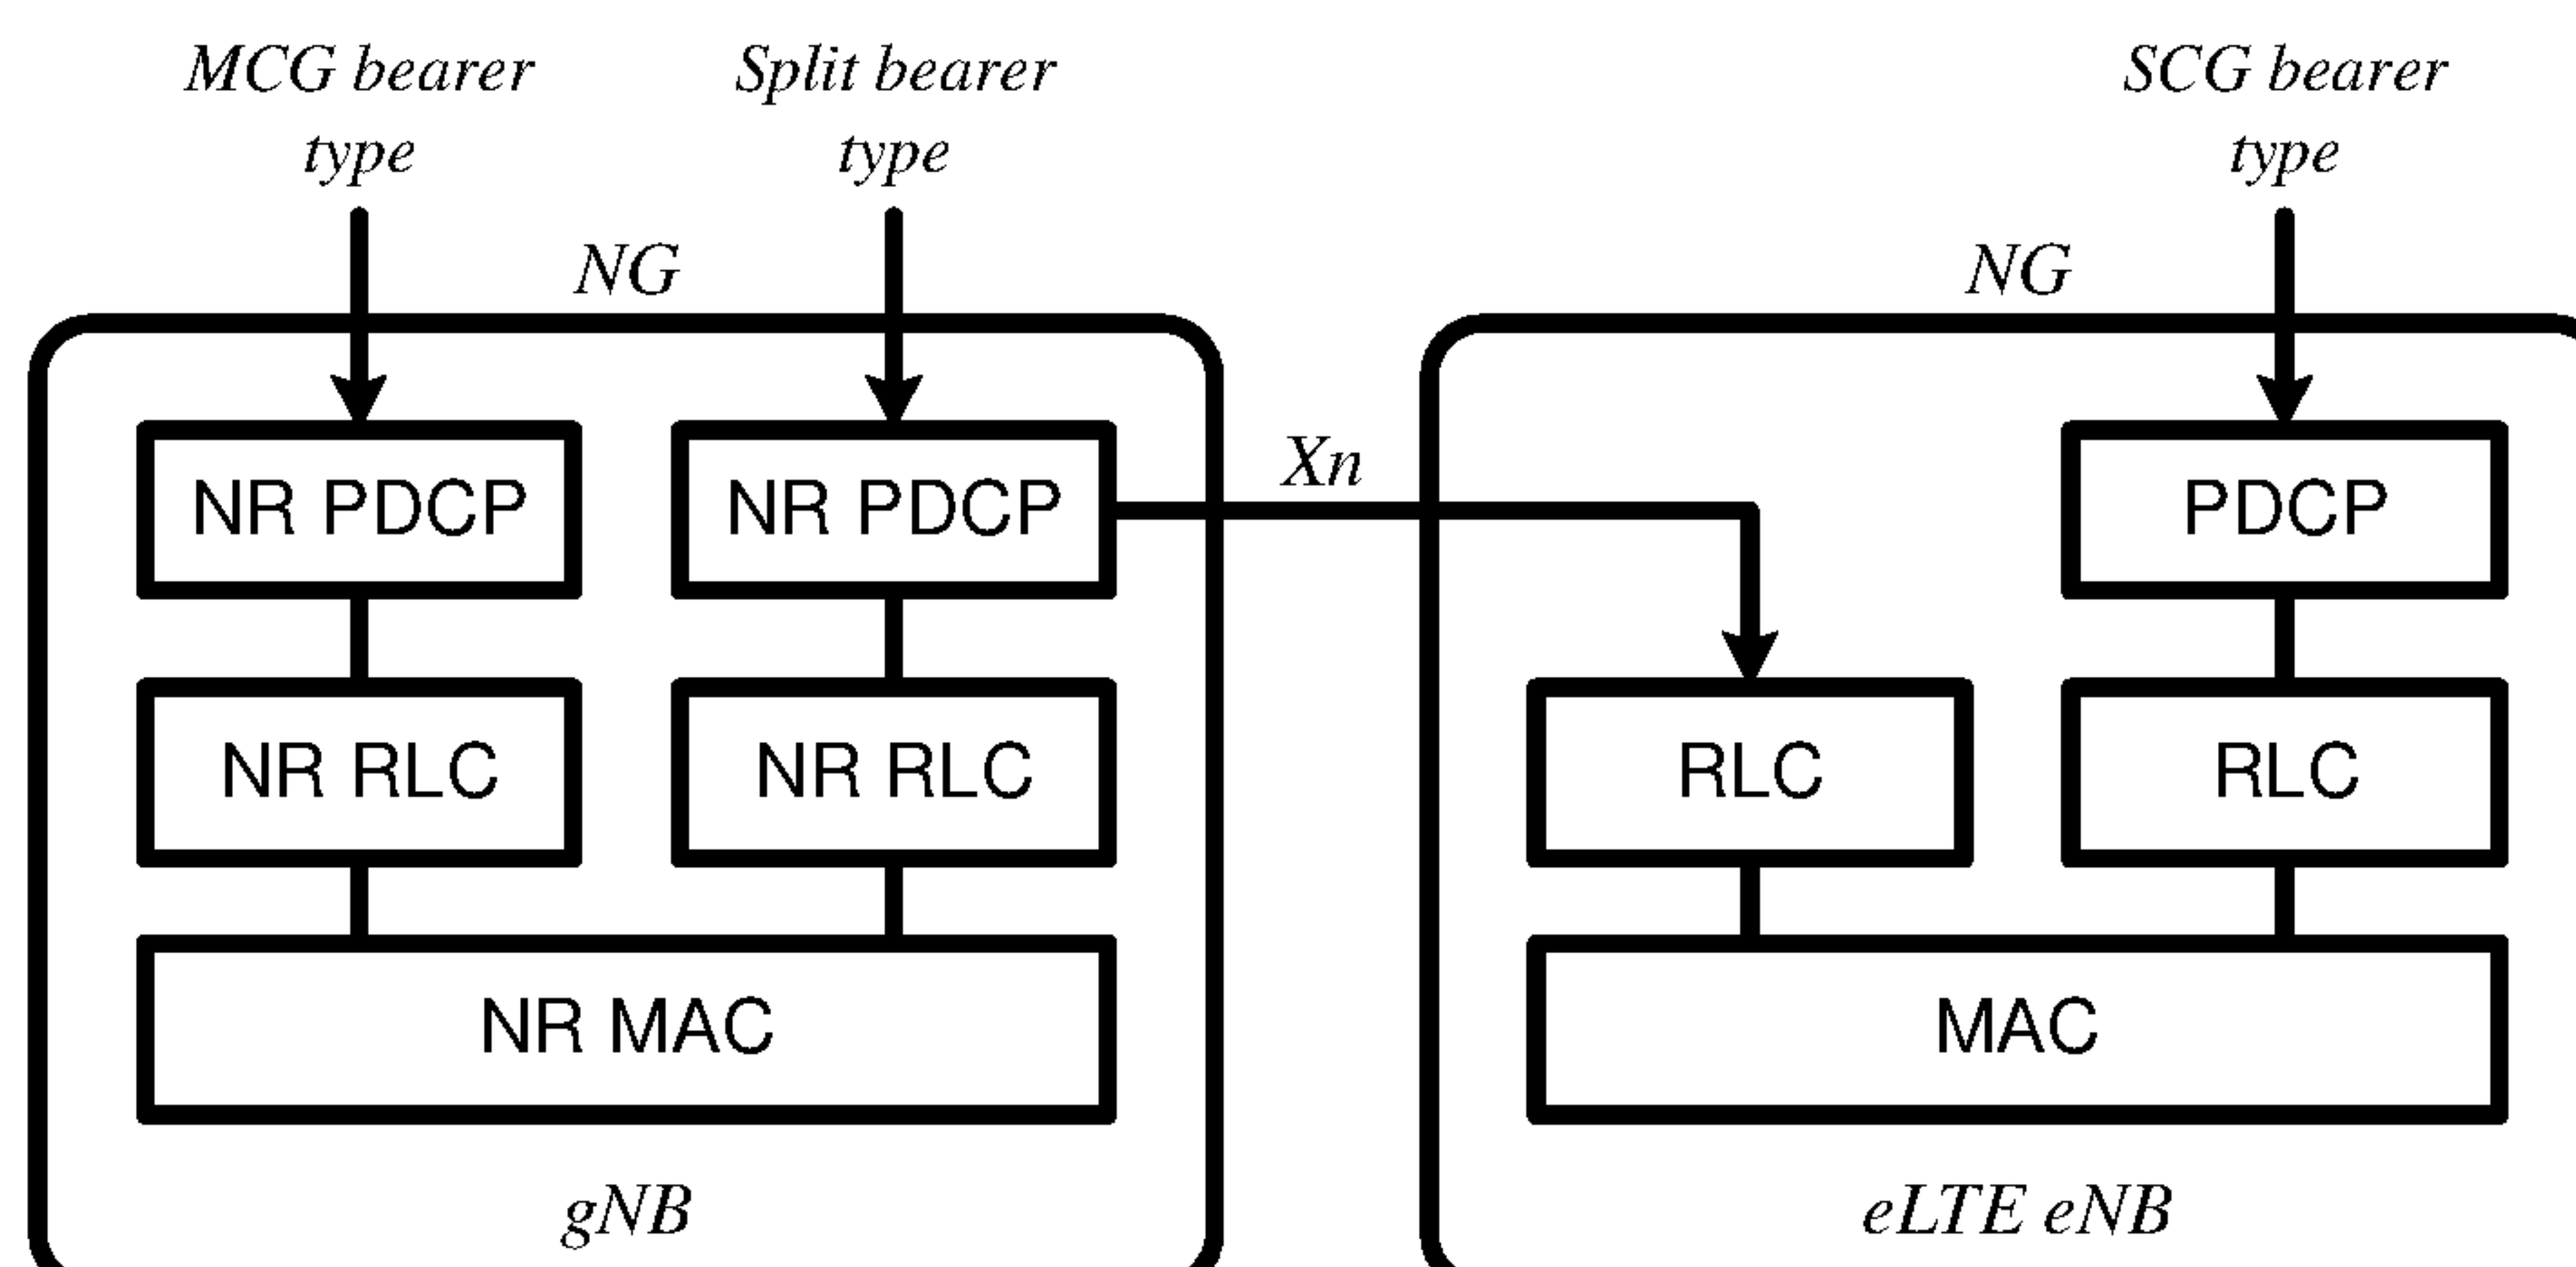 MCG bearer
type
Split bearer
type
SCG bearer
type
NG
NG
Xn
NR PDCP
NR PDCP
PDCP
NR RLC
NR RLC
RLC
RLC
NR MAC
MAC
gNB
eLTE eNB